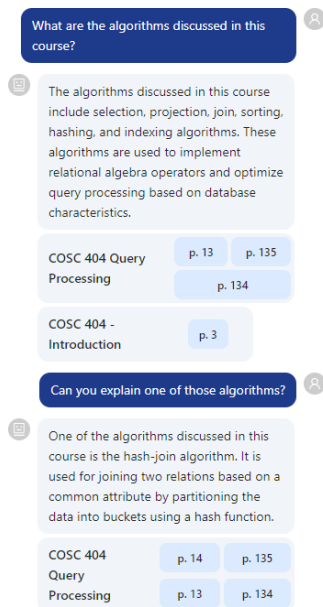 What are the algorithms discussed in this
course?
The algorithms discussed in this course
include selection, projection, join, sorting,
hashing, and indexing algorithms. These
algorithms are used to implement
relational algebra operators and optimize
query processing based on database
characteristics.
COSC 404 Query
Processing
p. 13
p. 135
p. 134
COSC 404 -
Introduction
p. 3
Can you explain one of those algorithms?
One of the algorithms discussed in this
course is the hash-join algorithm. It is
used for joining two relations based on a
common attribute by partitioning the
data into buckets using a hash function.
COSC 404
Query
Processing
p. 14
p. 135
p. 13
p. 134